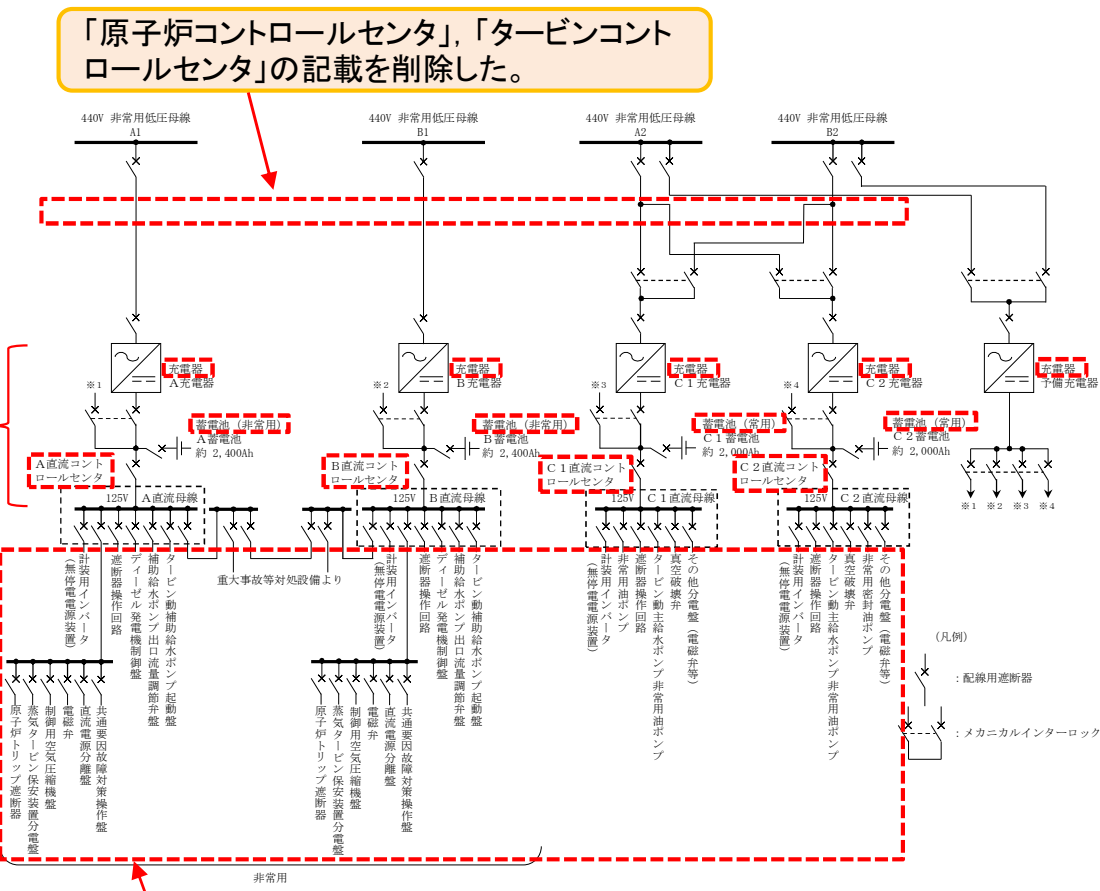 「原子炉コントロールセンタ」，「タービンコント
ロールセンタ」の記載を削除した。
440V 非常用低圧母線
A1
440V 非常用低圧母線
B1
440V 非常用低圧母線
A2
440V 非常用低圧母線
B2
充電器
A充電器
充電器
B充電器
充電器
C1充電器
充電器
C2充電器
充電器
予備充電器
※1
※2
※3
※4
蓄電池（非常用）
A蓄電池
約 2,400Ah
蓄電池（非常用）
B蓄電池
約 2,400Ah
蓄電池（常用）
C1蓄電池
約 2,000Ah
蓄電池（常用）
C2蓄電池
約 2,000Ah
A直流コント
ロールセンタ
B直流コント
ロールセンタ
C1直流コント
ロールセンタ
C2直流コント
ロールセンタ
125V A直流母線
125V B直流母線
125V C1直流母線
125V C2直流母線
※1 ※2 ※3 ※4
計装用インバータ
（無停電電源装置）
遮断器操作回路
ディーゼル発電機制御盤
補助給水ポンプ出口流量調節弁盤
タービン動補助給水ポンプ起動盤
重大事故等対処設備より
計装用インバータ
（無停電電源装置）
遮断器操作回路
ディーゼル発電機制御盤
補助給水ポンプ出口流量調節弁盤
タービン動補助給水ポンプ起動盤
計装用インバータ
（無停電電源装置）
非常用油ポンプ
遮断器操作回路
タービン動主給水ポンプ非常用油ポンプ
真空破壊弁
その他分電盤（電磁弁等）
計装用インバータ
（無停電電源装置）
遮断器操作回路
タービン動主給水ポンプ非常用油ポンプ
真空破壊弁
非常用密封油ポンプ
その他分電盤（電磁弁等）
原子炉トリップ遮断器
蒸気タービン保安装置分電盤
制御用空気圧縮機盤
電磁弁
直流電源分離盤
共通要因故障対策操作盤
原子炉トリップ遮断器
蒸気タービン保安装置分電盤
制御用空気圧縮機盤
電磁弁
直流電源分離盤
共通要因故障対策操作盤
（凡例）
：配線用遮断器
：メカニカルインターロック
非常用